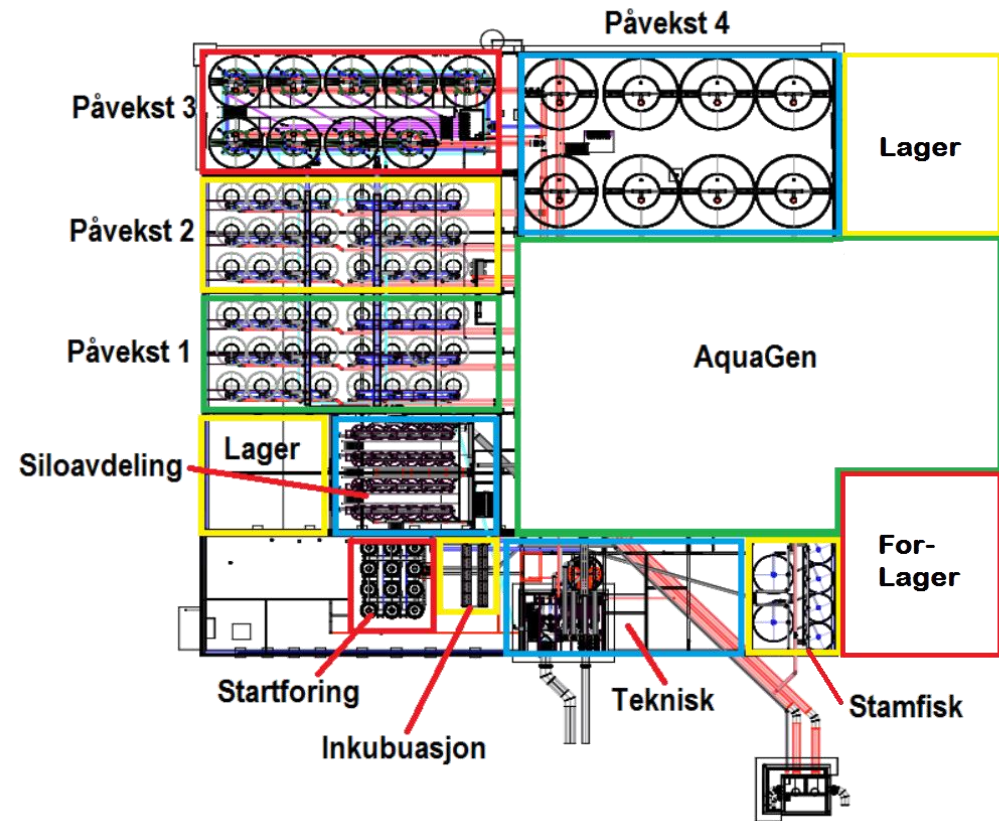 Påvekst 4
Påvekst 3
Lager
Påvekst 2
Påvekst 1
AquaGen
Lager
Siloavdeling
For-
Lager
Startforing
Teknisk
Stamfisk
Inkubuasjon